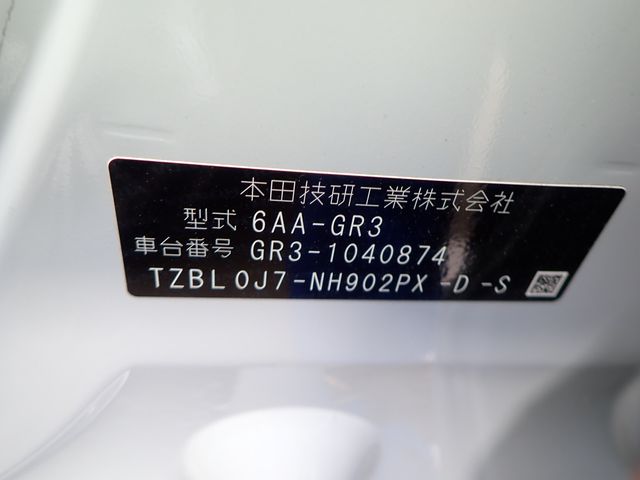 本田技研工業株式会社
型式 6AA-GR3
車台番号 GR3-1040874
TZBL0J7-NH902PX-D-S